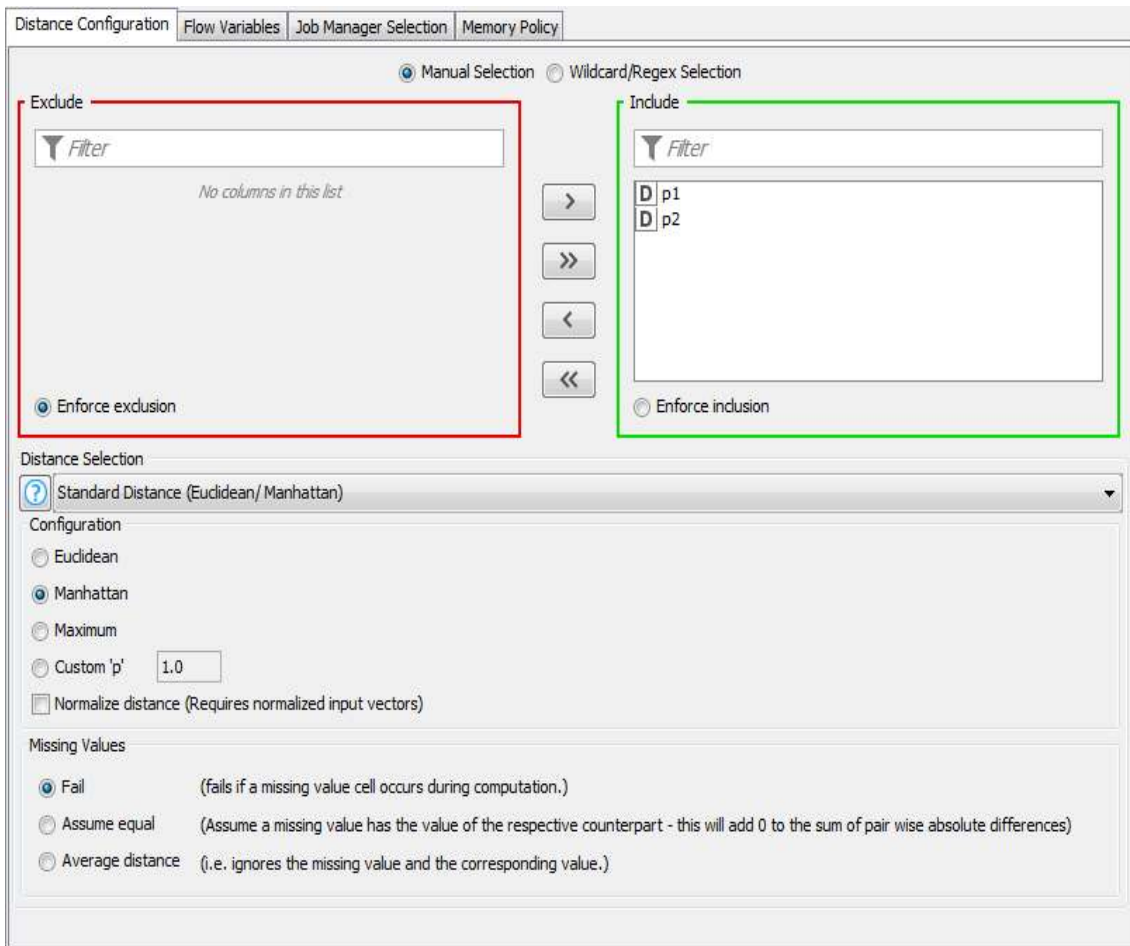 Distance Configuration Flow Variables Job Manager Selection Memory Policy
Manual Selection Wildcard/Regex Selection
Exclude
Filter
No columns in this list
Enforce exclusion
>
>>
<
<<
Include
Filter
D p1
D p2
Enforce inclusion
Distance Selection
? Standard Distance (Euclidean/ Manhattan)
Configuration
Euclidean
Manhattan
Maximum
Custom 'p' 1.0
Normalize distance (Requires normalized input vectors)
Missing Values
Fail (fails if a missing value cell occurs during computation.)
Assume equal (Assume a missing value has the value of the respective counterpart - this will add 0 to the sum of pair wise absolute differences)
Average distance (i.e. ignores the missing value and the corresponding value.)